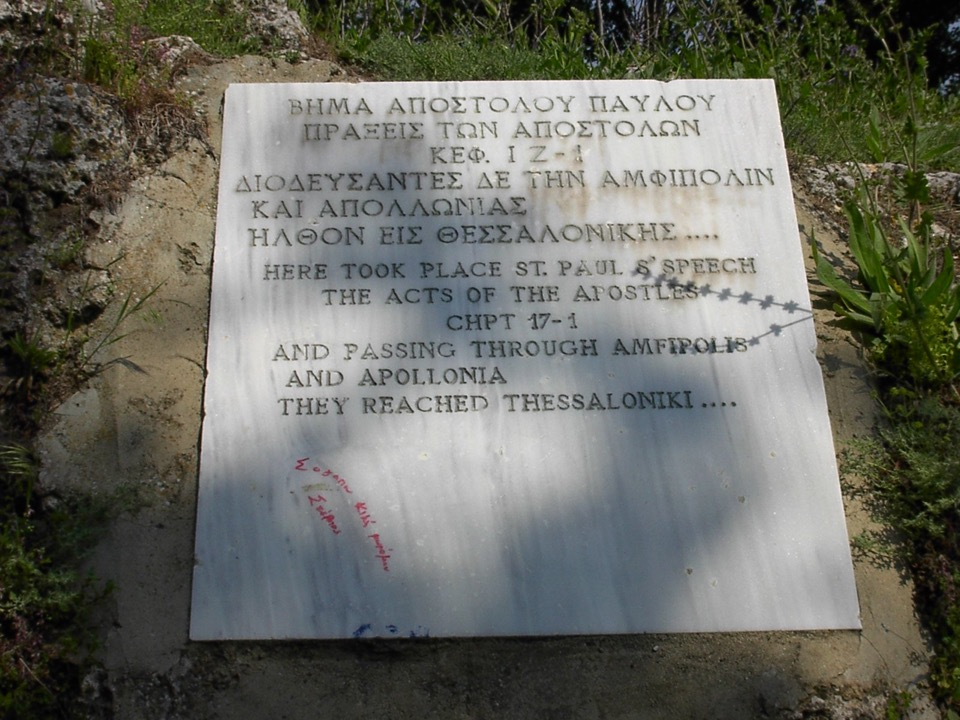 ΒΗΜΑ ΑΠΟΣΤΟΛΟΥ ΠΑΥΛΟΥ
ΠΡΑΞΕΙΣ ΤΩΝ ΑΠΟΣΤΟΛΩΝ
ΚΕΦ. ΙΖ-1
ΔΙΟΔΕΥΣΑΝΤΕΣ ΔΕ ΤΗΝ ΑΜΦΙΠΟΛΙΝ
ΚΑΙ ΑΠΟΛΛΩΝΙΑΣ
ΗΛΘΟΝ ΕΙΣ ΘΕΣΣΑΛΟΝΙΚΗΣ....
HERE TOOK PLACE ST. PAUL'S SPEECH
THE ACTS OF THE APOSTLES
CHPT 17-1
AND PASSING THROUGH AMFIPOLIS
AND APOLLONIA
THEY REACHED THESSALONIKI....
Σ'αγαπω